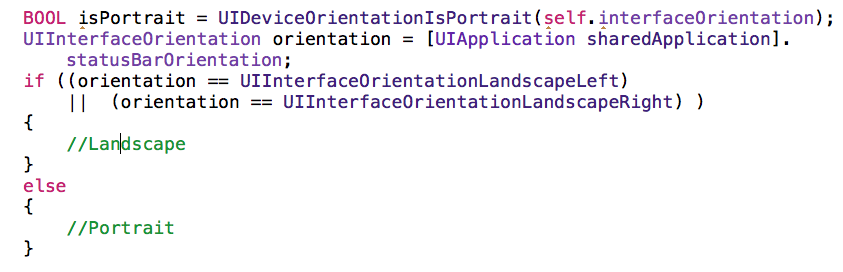 BOOL isPortrait = UIDeviceOrientationIsPortrait(self.interfaceOrientation);
UIInterfaceOrientation orientation = [UIApplication sharedApplication].
statusBarOrientation;
if ((orientation == UIInterfaceOrientationLandscapeLeft)
|| (orientation == UIInterfaceOrientationLandscapeRight) )
{
//Landscape
}
else
{
//Portrait
}